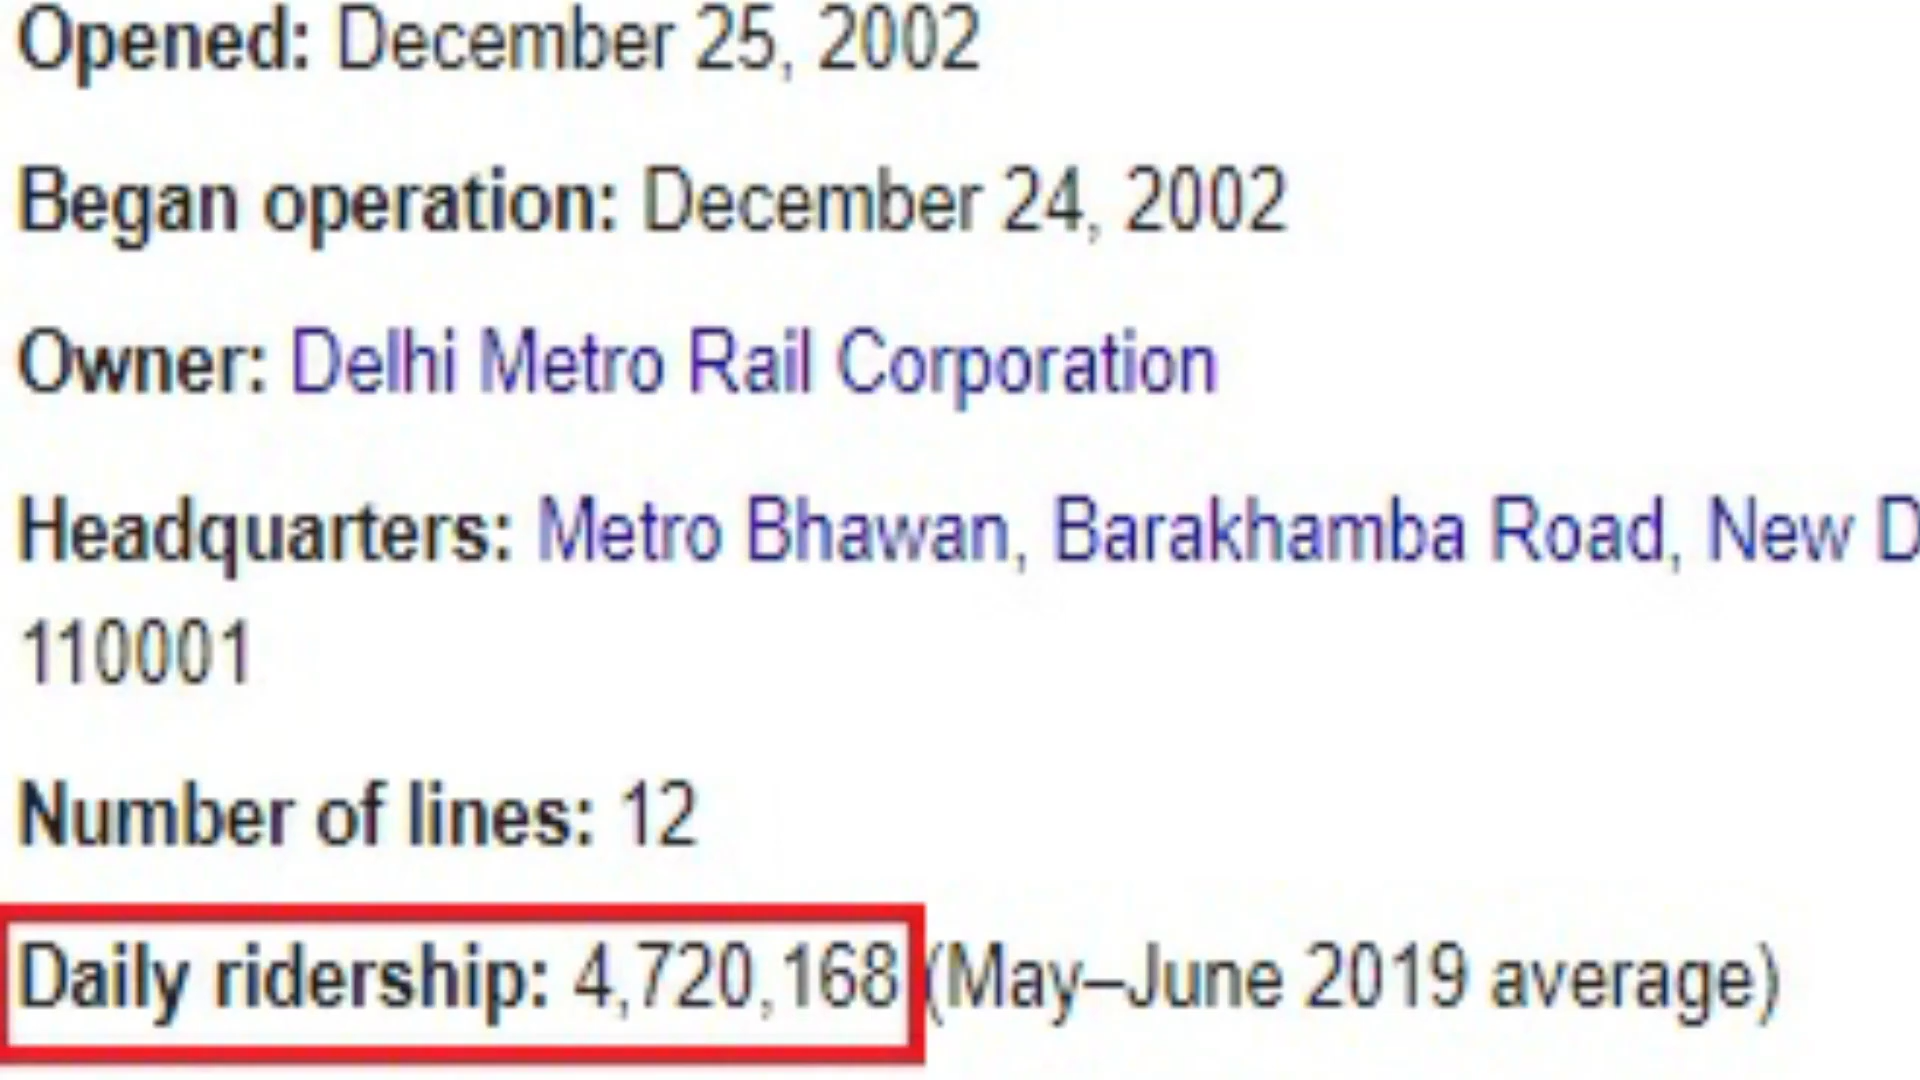 Opened: December 25, 2002
Began operation: December 24, 2002
Owner: Delhi Metro Rail Corporation
Headquarters: Metro Bhawan, Barakhamba Road, New D
110001
Number of lines: 12
Daily ridership: 4,720,168 (May–June 2019 average)